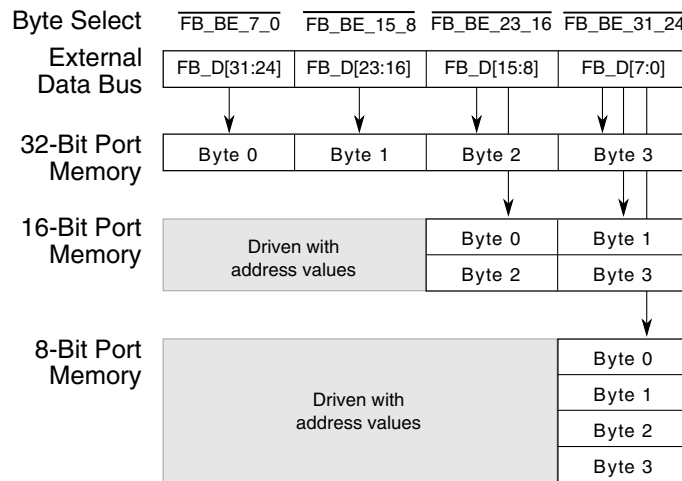 Byte Select FB_BE_7_0 FB_BE_15_8 FB_BE_23_16 FB_BE_31_24
External
Data Bus FB_D[31:24] FB_D[23:16] FB_D[15:8] FB_D[7:0]
32-Bit Port
Memory Byte 0 Byte 1 Byte 2 Byte 3
16-Bit Port
Memory
Driven with
address values
Byte 0 Byte 1
Byte 2 Byte 3
8-Bit Port
Memory
Driven with
address values
Byte 0
Byte 1
Byte 2
Byte 3